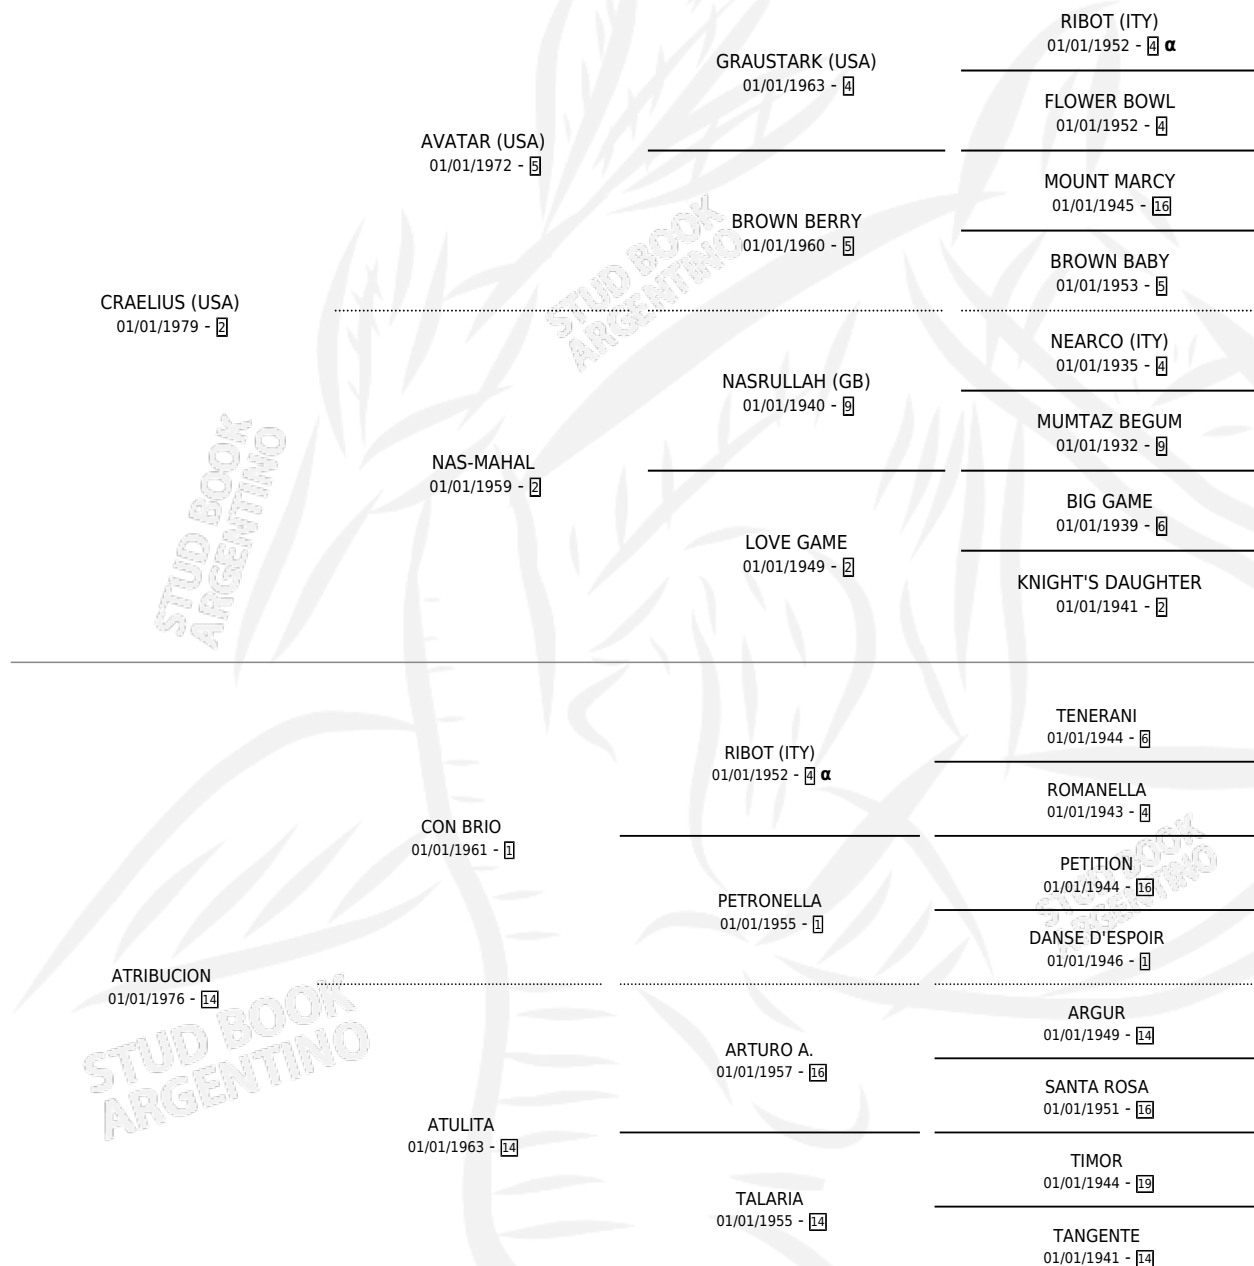 RIBOT (ITY)
01/01/1952 - 4 α
GRAUSTARK (USA)
01/01/1963 - 4
FLOWER BOWL
01/01/1952 - 4
AVATAR (USA)
01/01/1972 - 5
MOUNT MARCY
01/01/1945 - 16
BROWN BERRY
01/01/1960 - 5
BROWN BABY
01/01/1953 - 5
CRAELIUS (USA)
01/01/1979 - 2
NEARCO (ITY)
01/01/1935 - 4
NASRULLAH (GB)
01/01/1940 - 9
MUMTAZ BEGUM
01/01/1932 - 9
NAS-MAHAL
01/01/1959 - 2
BIG GAME
01/01/1939 - 6
LOVE GAME
01/01/1949 - 2
KNIGHT'S DAUGHTER
01/01/1941 - 2
STUD BOOK
ARGENTINO
STUD BOOK
ARGENTINO
TENERANI
01/01/1944 - 6
RIBOT (ITY)
01/01/1952 - 4 α
ROMANELLA
01/01/1943 - 4
CON BRIO
01/01/1961 - 1
PETITION
01/01/1944 - 16
PETRONELLA
01/01/1955 - 1
DANSE D'ESPOIR
01/01/1946 - 1
ATRIBUCION
01/01/1976 - 14
ARGUR
01/01/1949 - 14
ARTURO A.
01/01/1957 - 16
SANTA ROSA
01/01/1951 - 16
ATULITA
01/01/1963 - 14
TIMOR
01/01/1944 - 19
TALARIA
01/01/1955 - 14
TANGENTE
01/01/1941 - 14
STUD BOOK
ARGENTINO
STUD BOOK
ARGENTINO